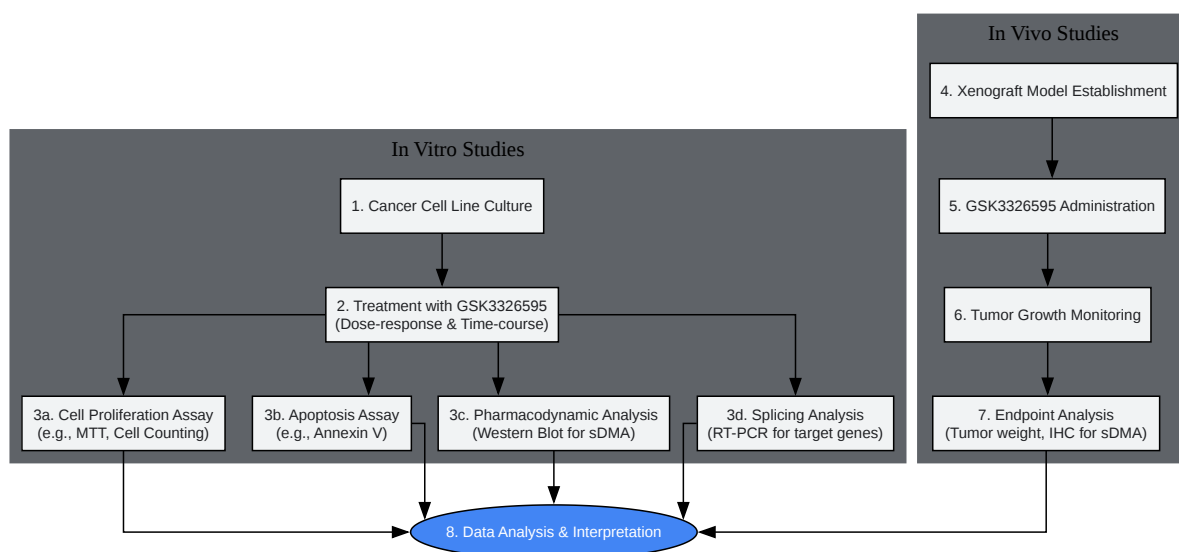 In Vivo Studies
4. Xenograft Model Establishment
In Vitro Studies
1. Cancer Cell Line Culture
5. GSK3326595 Administration
2. Treatment with GSK3326595
(Dose-response & Time-course)
6. Tumor Growth Monitoring
3a. Cell Proliferation Assay
(e.g., MTT, Cell Counting)
3b. Apoptosis Assay
(e.g., Annexin V)
3c. Pharmacodynamic Analysis
(Western Blot for sDMA)
3d. Splicing Analysis
(RT-PCR for target genes)
7. Endpoint Analysis
(Tumor weight, IHC for sDMA)
8. Data Analysis & Interpretation